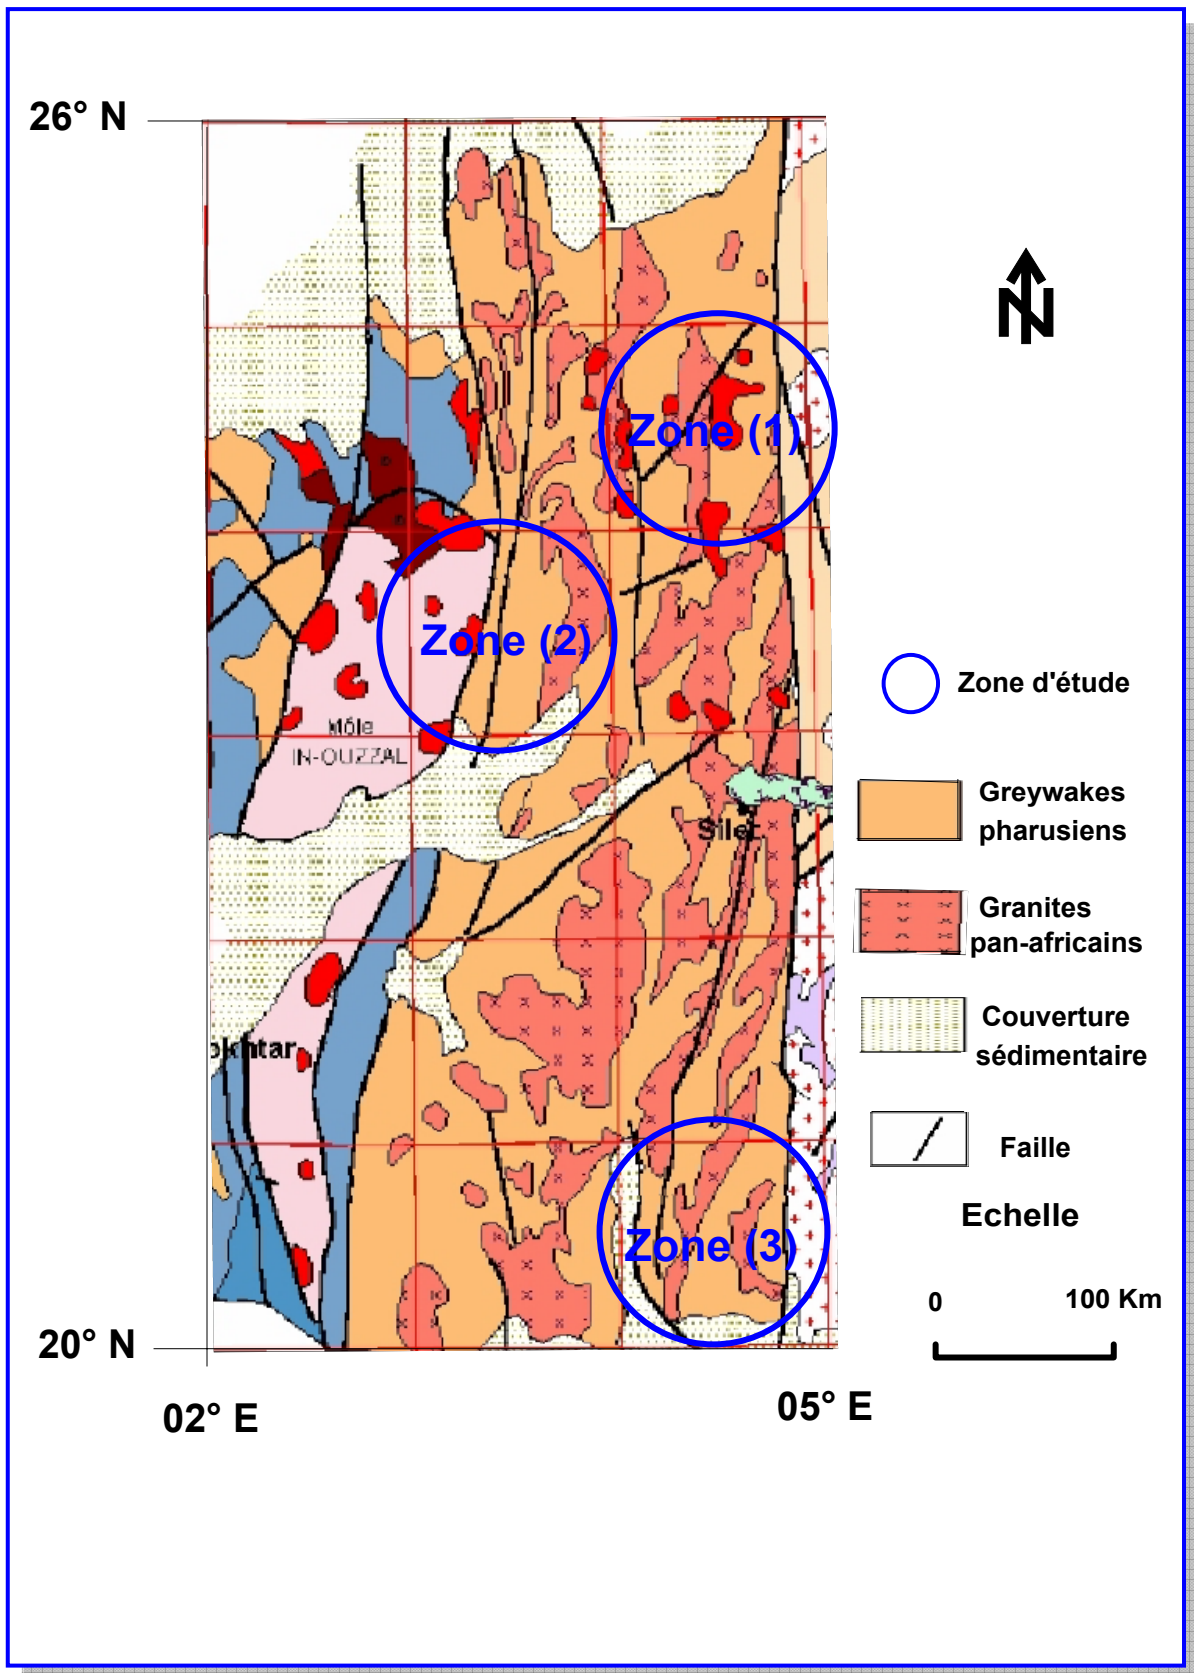 26° N
N
Zone (1)
Zone (2)
Zone d'étude
Môle
IN-OUZZAL
Greywakes
pharusiens
Silet
Granites
pan-africains
Couverture
sédimentaire
okhtar
Faille
Echelle
Zone (3)
0 100 Km
20° N
02° E
05° E